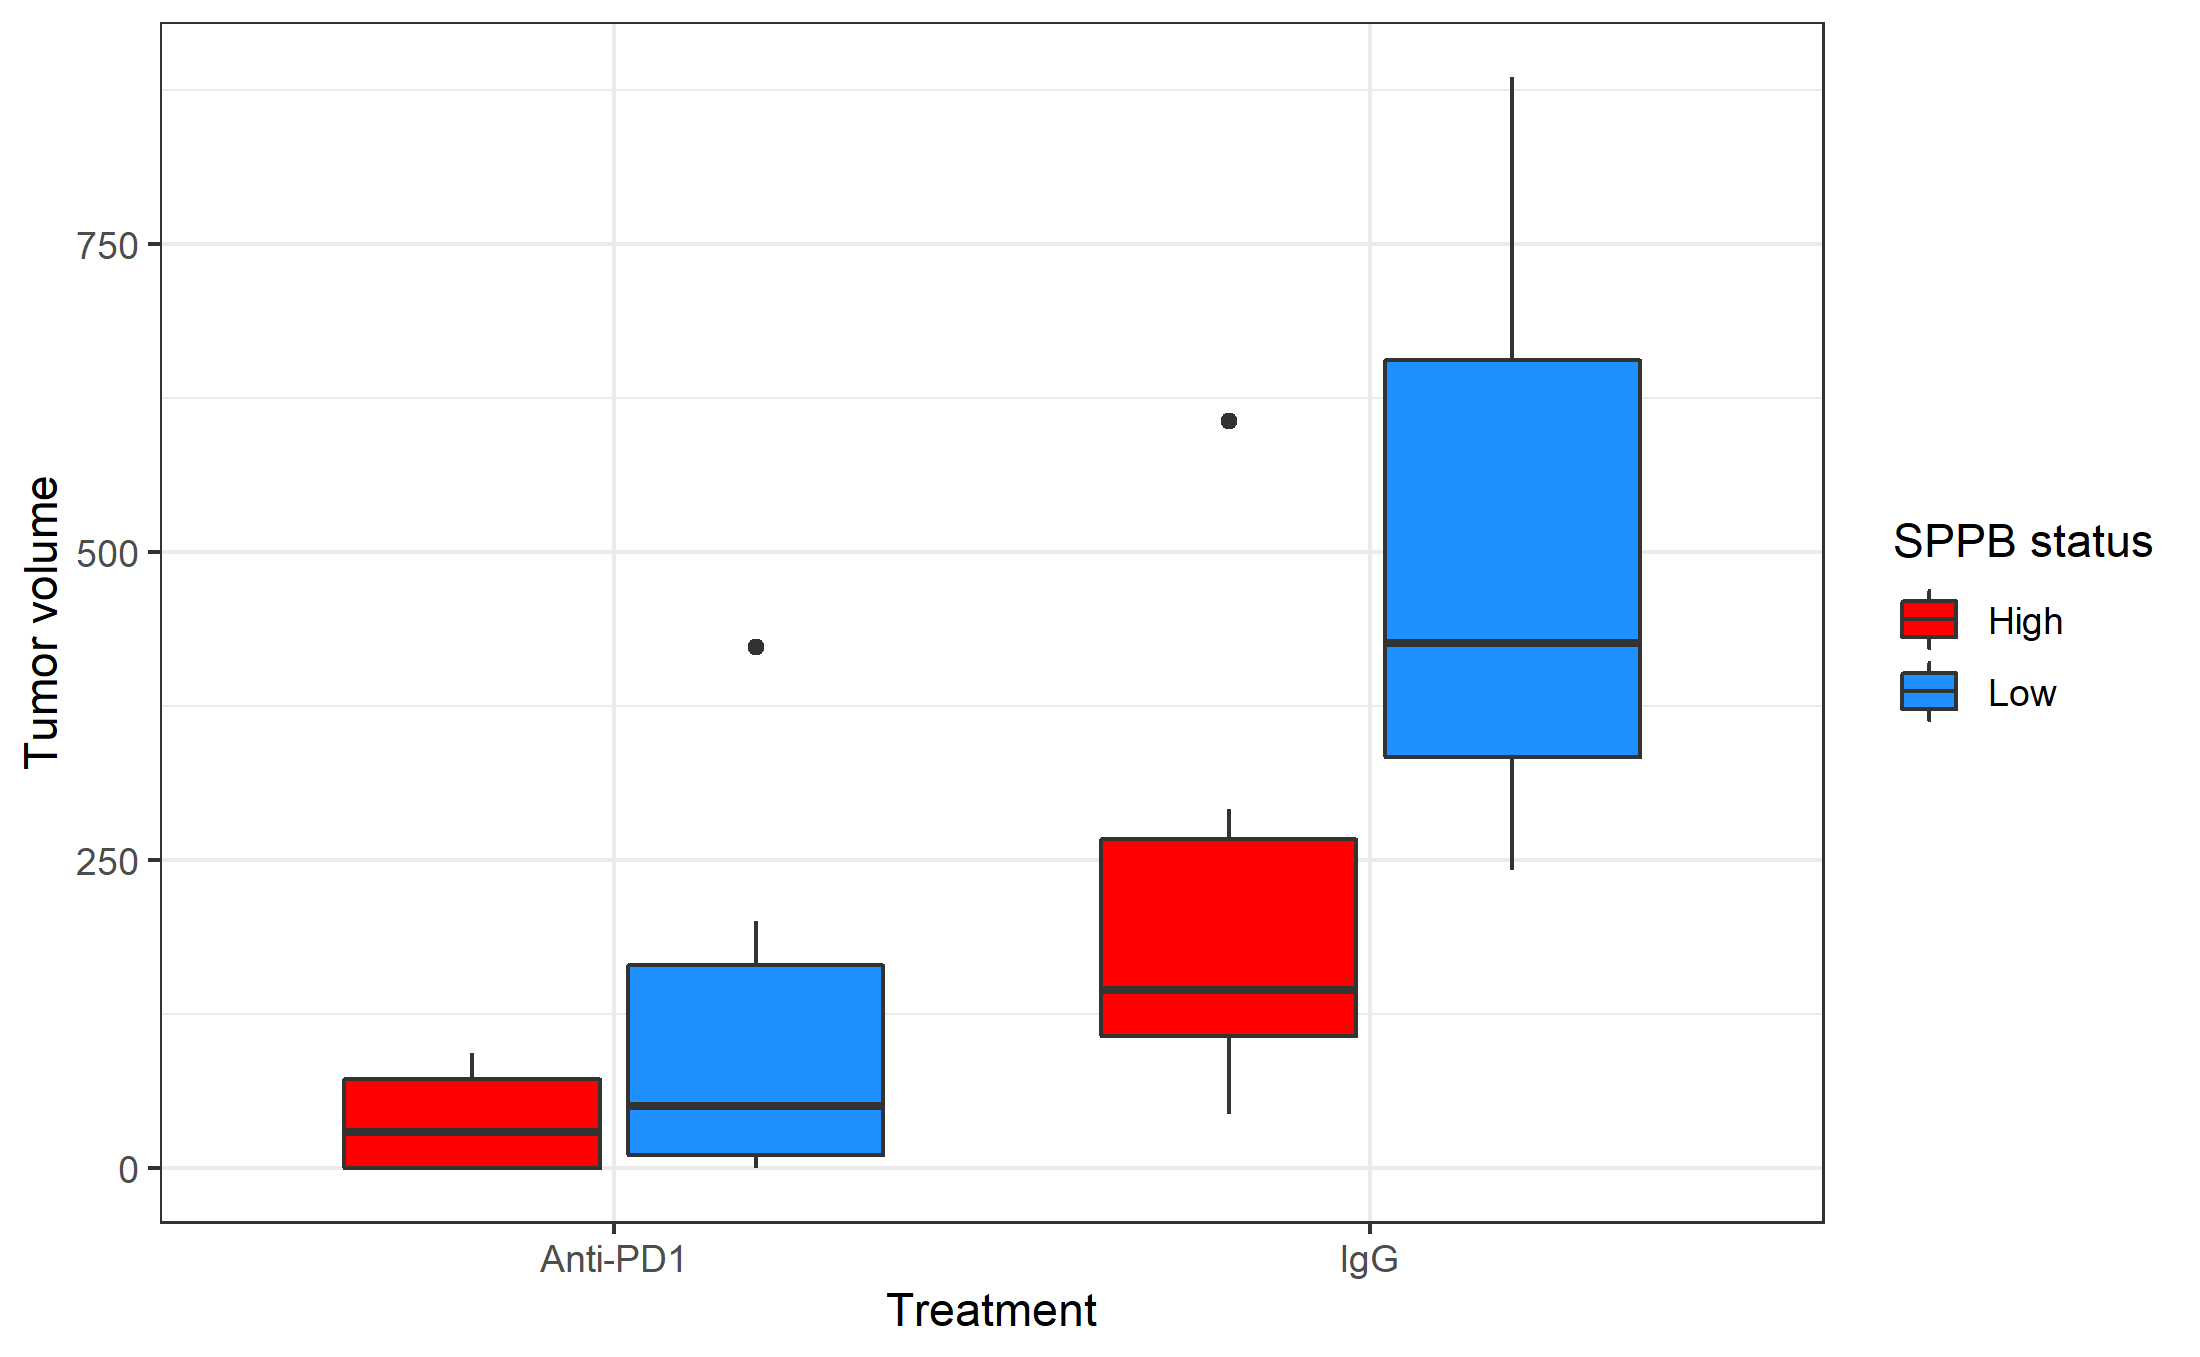 Tumor volume
750
500
250
0
Anti-PD1
IgG
Treatment
SPPB status
High
Low